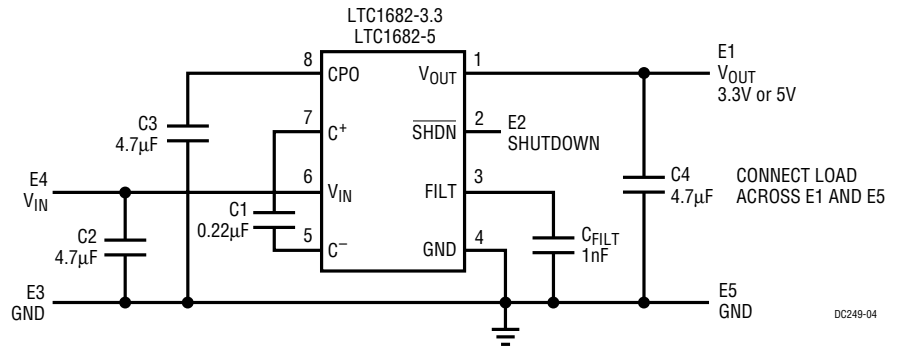 LTC1682-3.3
LTC1682-5
8
CPO
VOUT
1
E1
VOUT
3.3V or 5V
C3
4.7µF
7
C+
SHDN
2
E2
SHUTDOWN
E4
VIN
6
VIN
FILT
3
C4
4.7µF
CONNECT LOAD
ACROSS E1 AND E5
C1
0.22µF
C2
4.7µF
5
C–
GND
4
CFILT
1nF
E3
GND
E5
GND
DC249-04